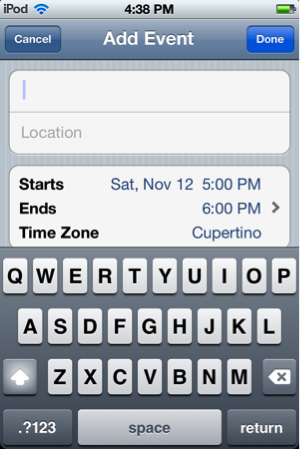 iPod 4:38 PM
Cancel Add Event Done
Location
Starts Sat, Nov 12 5:00 PM
Ends 6:00 PM
Time Zone Cupertino
Q W E R T Y U I O P
A S D F G H J K L
Z X C V B N M
.?123 space return